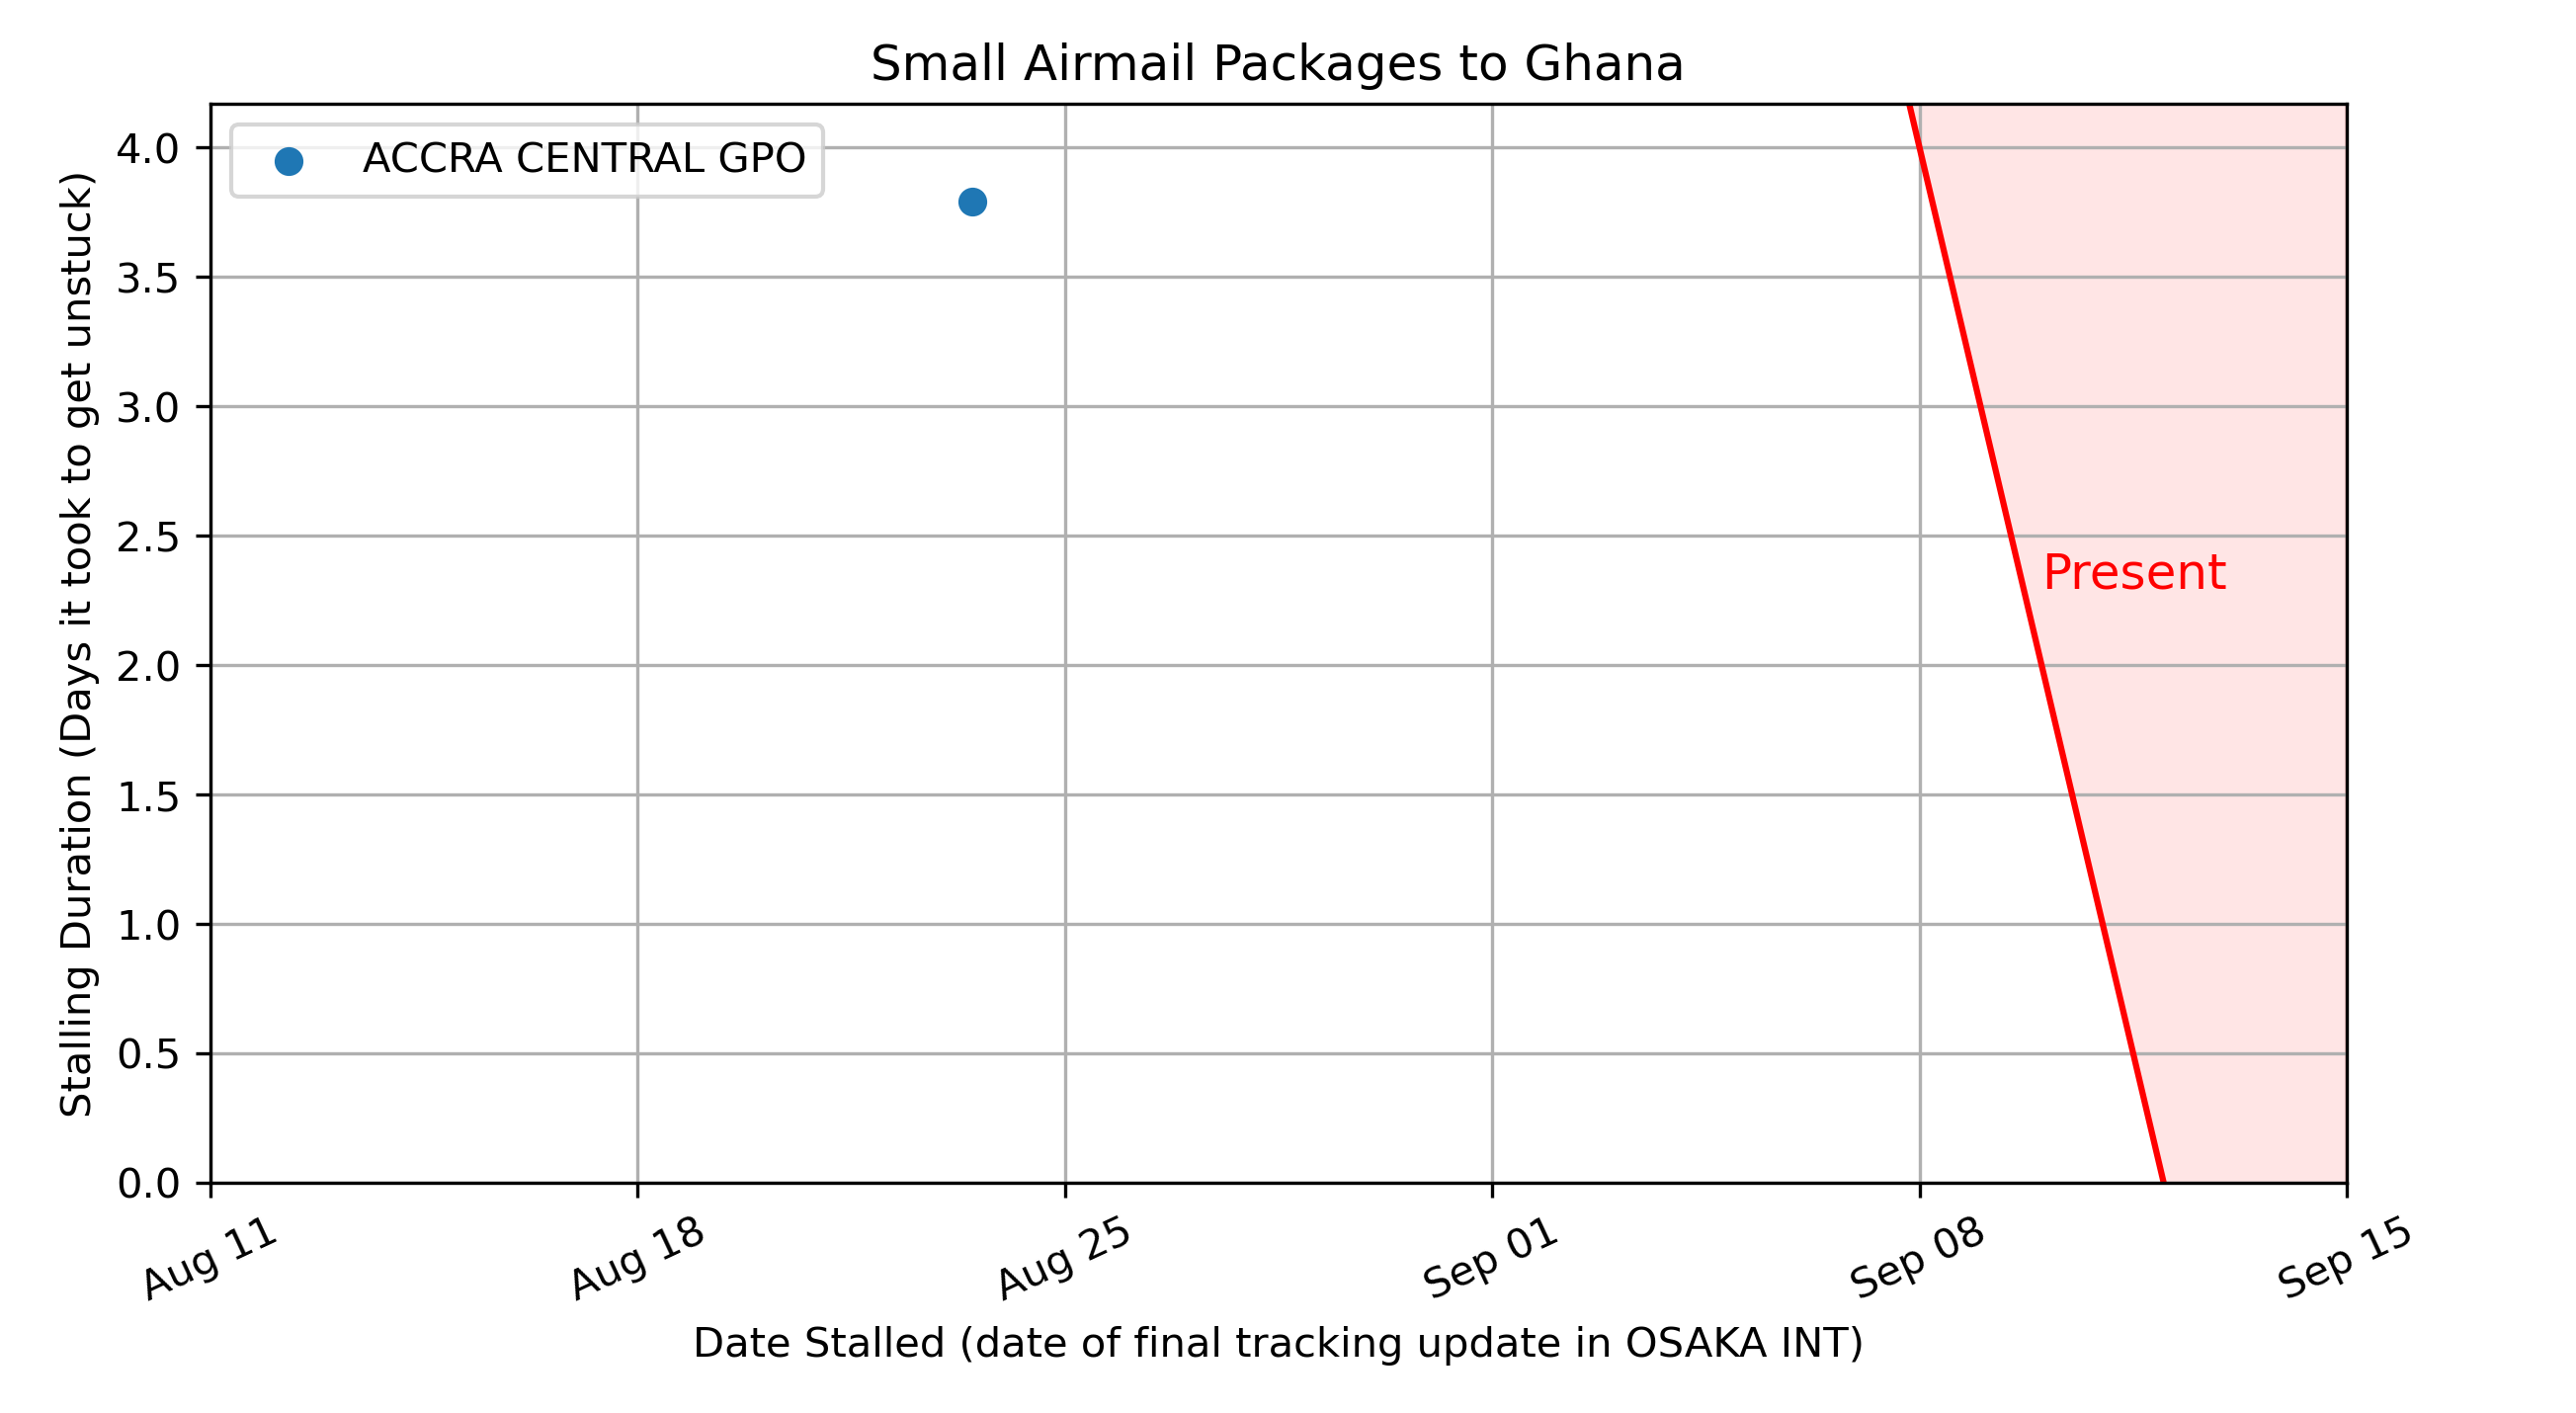 Small Airmail Packages to Ghana
ACCRA CENTRAL GPO
Stalling Duration (Days it took to get unstuck)
4.0
3.5
3.0
2.5
2.0
1.5
1.0
0.5
0.0
Present
Aug 11
Aug 18
Aug 25
Sep 01
Sep 08
Sep 15
Date Stalled (date of final tracking update in OSAKA INT)